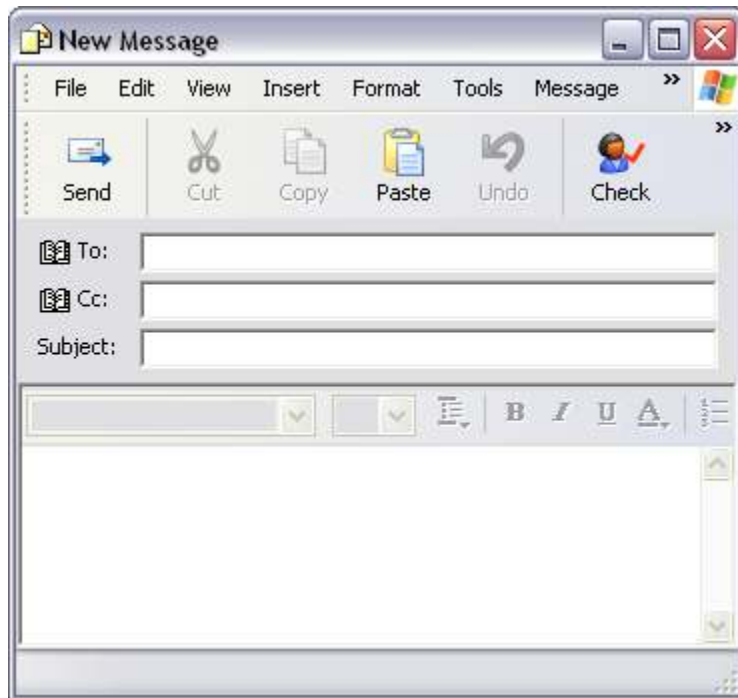 New Message
File Edit View Insert Format Tools Message »
Send Cut Copy Paste Undo Check »
To:
Cc:
Subject:
B I U A